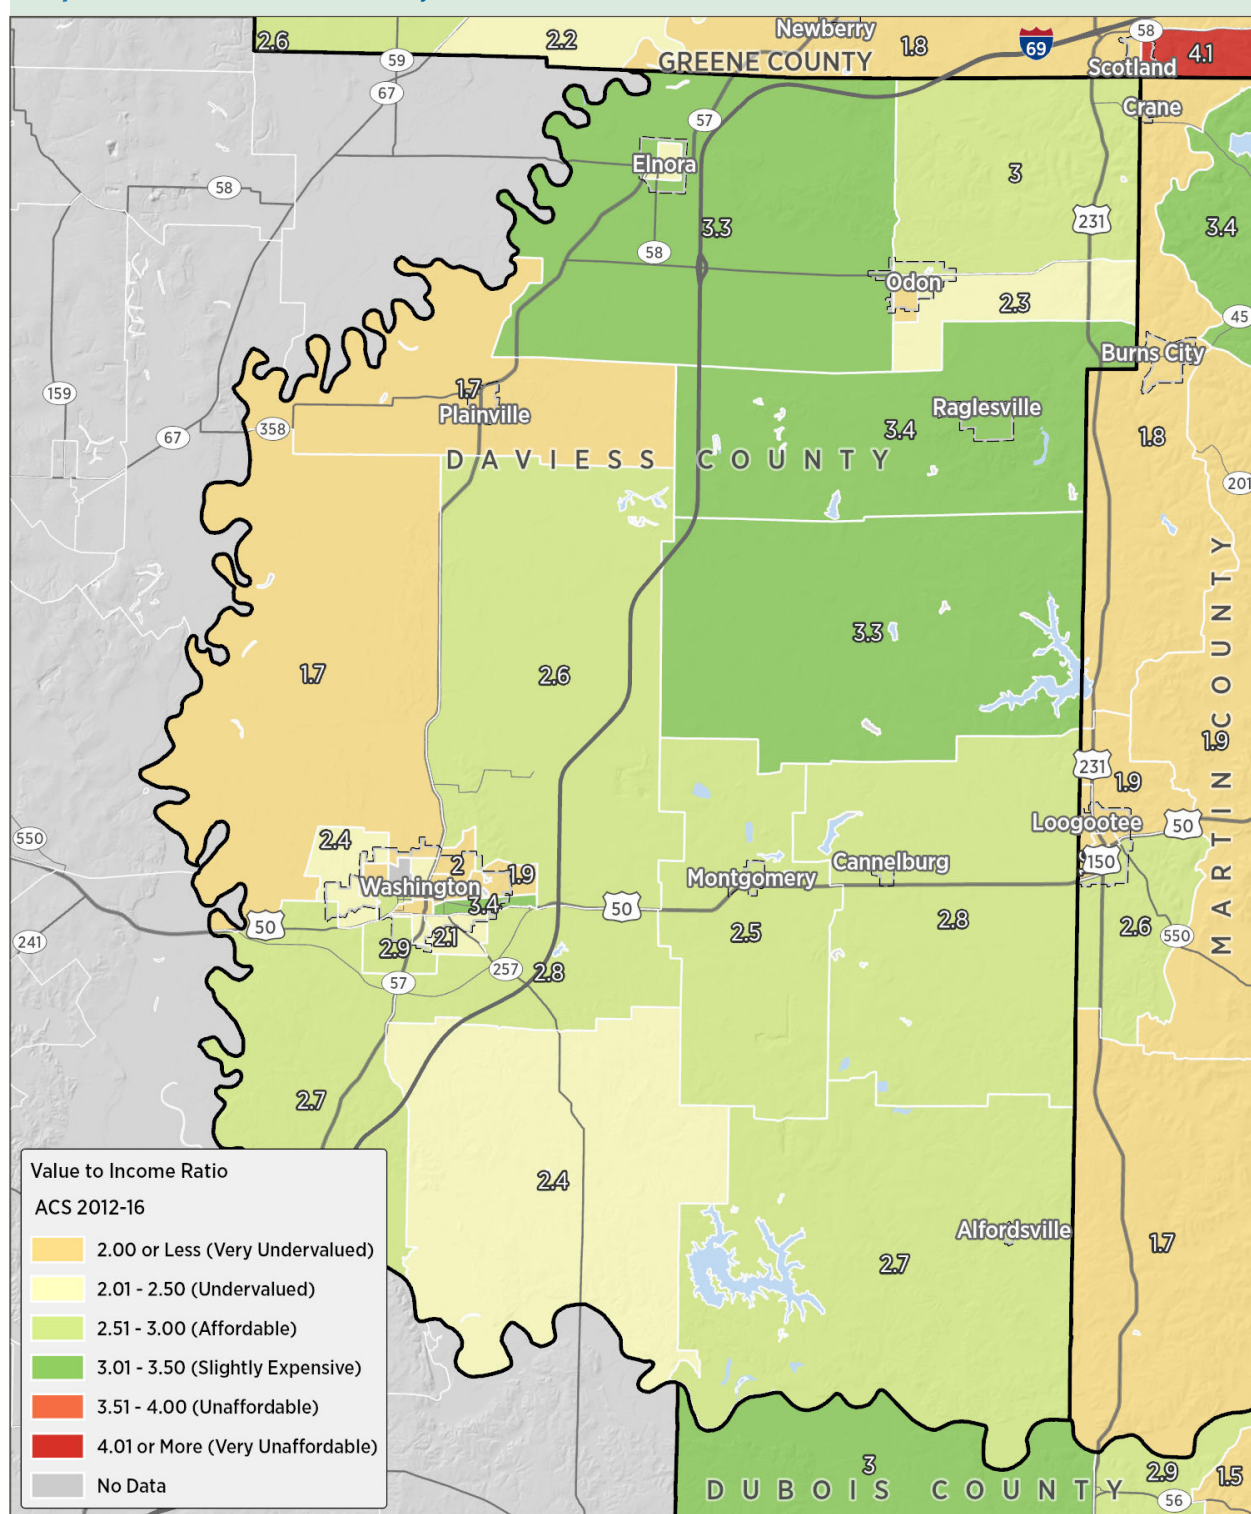 2.6
2.2
Newberry
1.8
58
4.1
59
GREENE COUNTY
69
Scotland
67
57
Crane
Elnora
58
3
3.3
231
3.4
58
Odon
2.3
45
Burns City
159
1.7
Plainville
Raglesville
358
67
3.4
1.8
DAVIESS COUNTY
201
3.3
1.7
2.6
MARTIN COUNTY
1.9
231
1.9
Loogootee
50
550
2.4
2
1.9
Washington
Montgomery
Cannelburg
150
3.4
50
50
2.5
2.8
2.6
550
241
2.9
2.1
257
2.8
57
2.7
2.4
Alfordsville
1.7
2.7
Value to Income Ratio
ACS 2012-16
2.00 or Less (Very Undervalued)
2.01 - 2.50 (Undervalued)
2.51 - 3.00 (Affordable)
3.01 - 3.50 (Slightly Expensive)
3.51 - 4.00 (Unaffordable)
4.01 or More (Very Unaffordable)
No Data
3
2.9
1.5
DUBOIS COUNTY
56